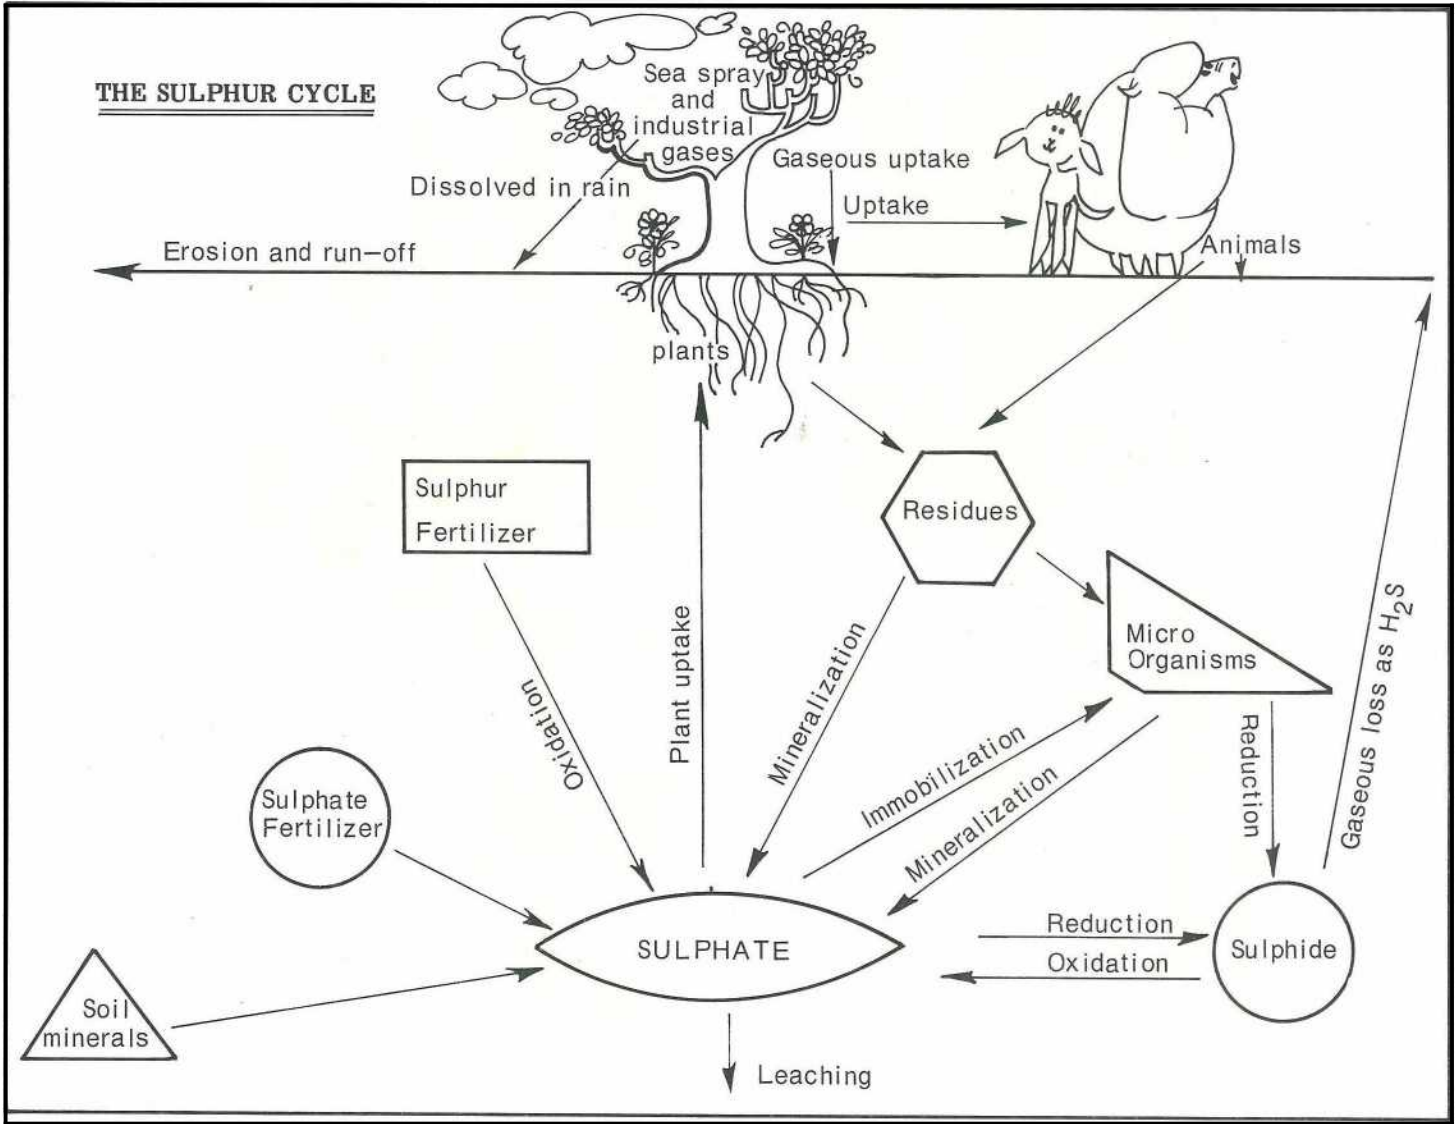 THE SULPHUR CYCLE
Sea spray
and
industrial
gases
Gaseous uptake
Dissolved in rain
Uptake
Erosion and run-off
Animals
plants
Sulphur
Fertilizer
Residues
Micro
Organisms
Oxidation
Plant uptake
Mineralization
Immobilization
Mineralization
Reduction
Gaseous loss as H₂S
Sulphate
Fertilizer
SULPHATE
Reduction
Oxidation
Sulphide
Soil
minerals
Leaching